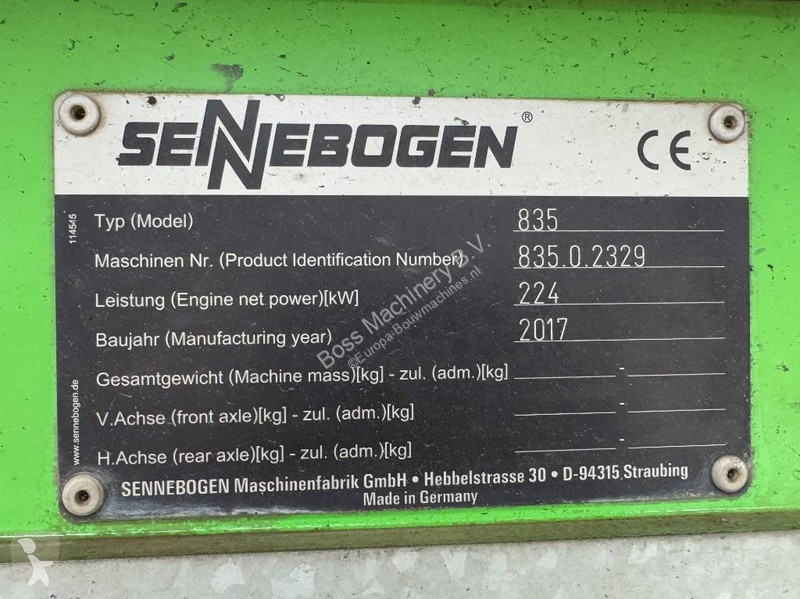 SENNEBOGEN ®
CE
114545
Typ (Model) 835
Maschinen Nr. (Product Identification Number) 835.0.2329
Leistung (Engine net power)[kW] 224
Baujahr (Manufacturing year) 2017
Gesamtgewicht (Machine mass)[kg] - zul. (adm.)[kg] -
V.Achse (front axle)[kg] - zul. (adm.)[kg] -
H.Achse (rear axle)[kg] - zul. (adm.)[kg] -
www.sennebogen.de
SENNEBOGEN Maschinenfabrik GmbH • Hebbelstrasse 30 • D-94315 Straubing
Made in Germany
Boss Machinery B.V.
©Europa-Bouwmachines.nl